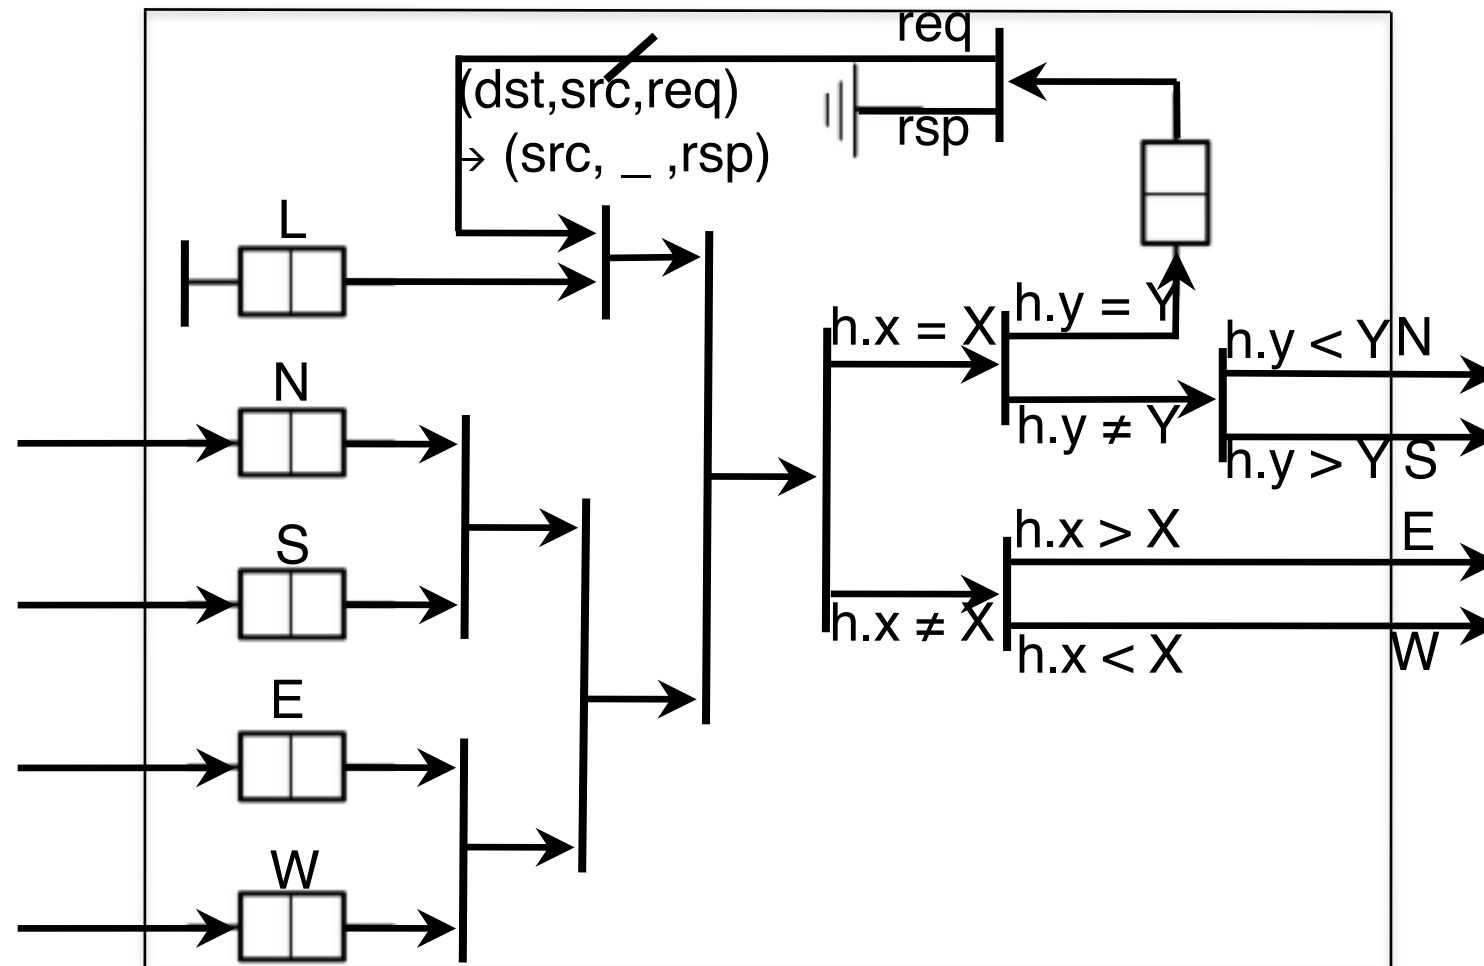 req
(dst,src,req)
rsp
→ (src, _ ,rsp)
L
h.y = Y
h.x = X
h.y < Y N
N
h.y ≠ Y
h.y > Y S
S
h.x > X
E
h.x ≠ X
h.x < X
W
E
W